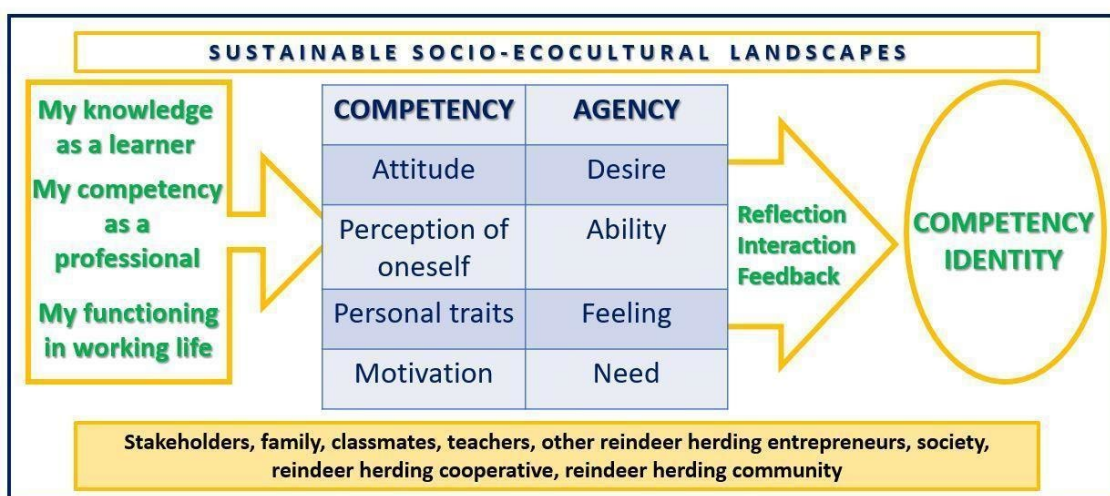 SUSTAINABLE SOCIO-ECOCULTURAL LANDSCAPES
My knowledge
as a learner
My competency
as a
professional
My functioning
in working life
COMPETENCY AGENCY
Attitude Desire
Perception of Ability
oneself
Personal traits Feeling
Motivation Need
Reflection
Interaction
Feedback
COMPETENCY
IDENTITY
Stakeholders, family, classmates, teachers, other reindeer herding entrepreneurs, society,
reindeer herding cooperative, reindeer herding community